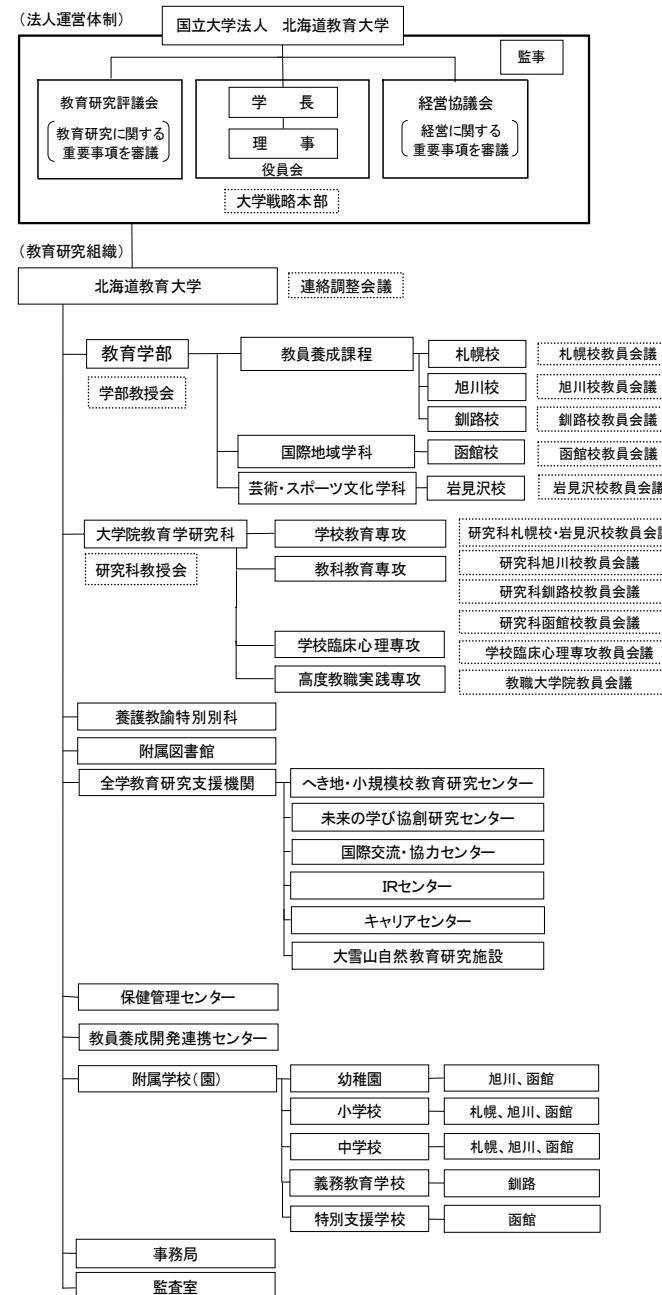 （法人運営体制）
国立大学法人　北海道教育大学
監事
教育研究評議会
教育研究に関する
重要事項を審議
学　長
理　事
役員会
経営協議会
経営に関する
重要事項を審議
大学戦略本部
（教育研究組織）
北海道教育大学
連絡調整会議
教育学部
学部教授会
教員養成課程
札幌校
札幌校教員会議
旭川校
旭川校教員会議
釧路校
釧路校教員会議
国際地域学科
函館校
函館校教員会議
芸術・スポーツ文化学科
岩見沢校
岩見沢校教員会議
大学院教育学研究科
研究科教授会
学校教育専攻
研究科札幌校・岩見沢校教員会議
教科教育専攻
研究科旭川校教員会議
研究科釧路校教員会議
研究科函館校教員会議
学校臨床心理専攻
学校臨床心理専攻教員会議
高度教職実践専攻
教職大学院教員会議
養護教諭特別別科
附属図書館
全学教育研究支援機関
へき地・小規模校教育研究センター
未来の学び協創研究センター
国際交流・協力センター
IRセンター
キャリアセンター
大雪山自然教育研究施設
保健管理センター
教員養成開発連携センター
附属学校（園）
幼稚園
旭川、函館
小学校
札幌、旭川、函館
中学校
札幌、旭川、函館
義務教育学校
釧路
特別支援学校
函館
事務局
監査室